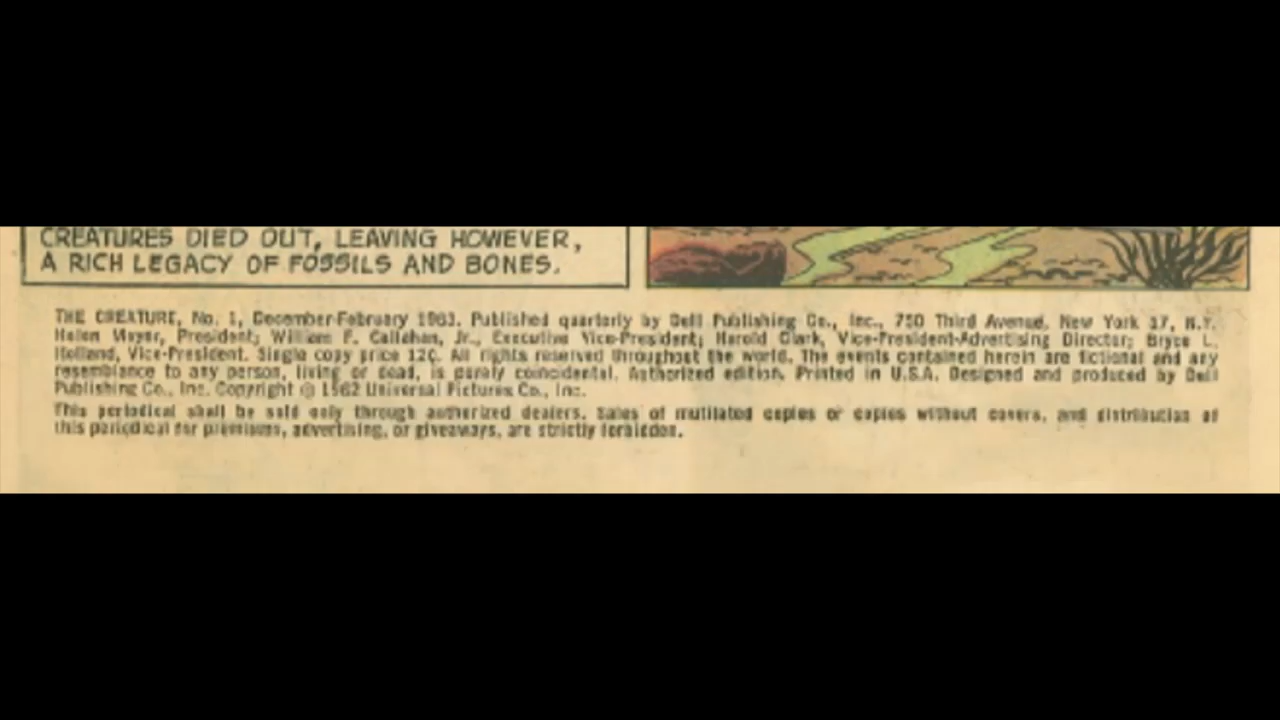 CREATURES DIED OUT, LEAVING HOWEVER,
A RICH LEGACY OF FOSSILS AND BONES.
THE CREATURE, No. 1, December-February 1963. Published quarterly by Dell Publishing Co., Inc., 750 Third Avenue, New York 17, N.Y.
Helen Meyer, President; William F. Callahan, Jr., Executive Vice-President; Harold Clark, Vice-President-Advertising Director; Bryce L.
Holland, Vice-President. Single copy price 12¢. All rights reserved throughout the world. The events contained herein are fictional and any
resemblance to any person, living or dead, is purely coincidental. Authorized edition. Printed in U.S.A. Designed and produced by Dell
Publishing Co., Inc. Copyright © 1962 Universal Pictures Co., Inc.
This periodical shall be sold only through authorized dealers. Sales of mutilated copies or copies without covers, and distribution of
this periodical for premiums, advertising, or giveaways, are strictly forbidden.